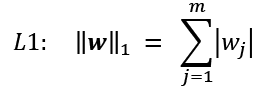 L1: ‖w‖₁ = ∑ⱼ₌₁ᵐ |wⱼ|